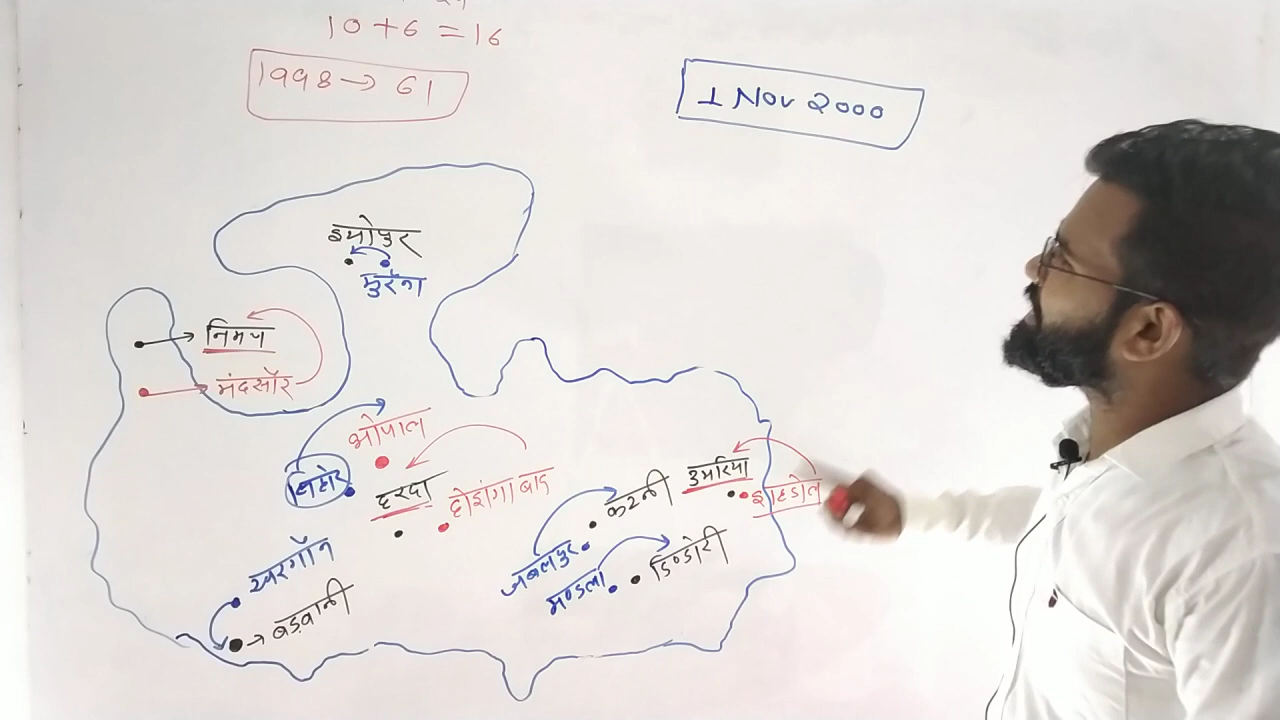 10 + 6 = 16
1998 → 61
1 Nov 2000
श्योपुर
मुरैना
निमच
मंदसौर
भोपाल
सिहोर
हरदा
होशंगाबाद
कटनी
उमरिया
शहडोल
जबलपुर
मण्डला
डिण्डोरी
खरगौन
→ बड़वानी